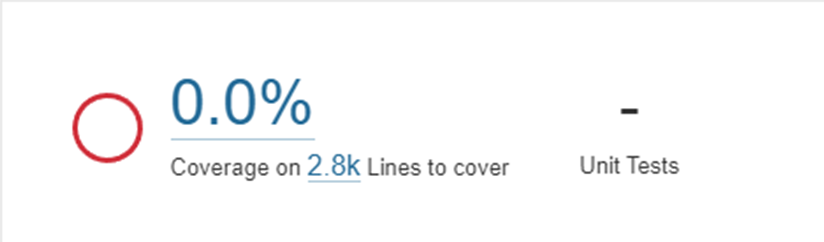 0.0%
-
Coverage on 2.8k Lines to cover
Unit Tests